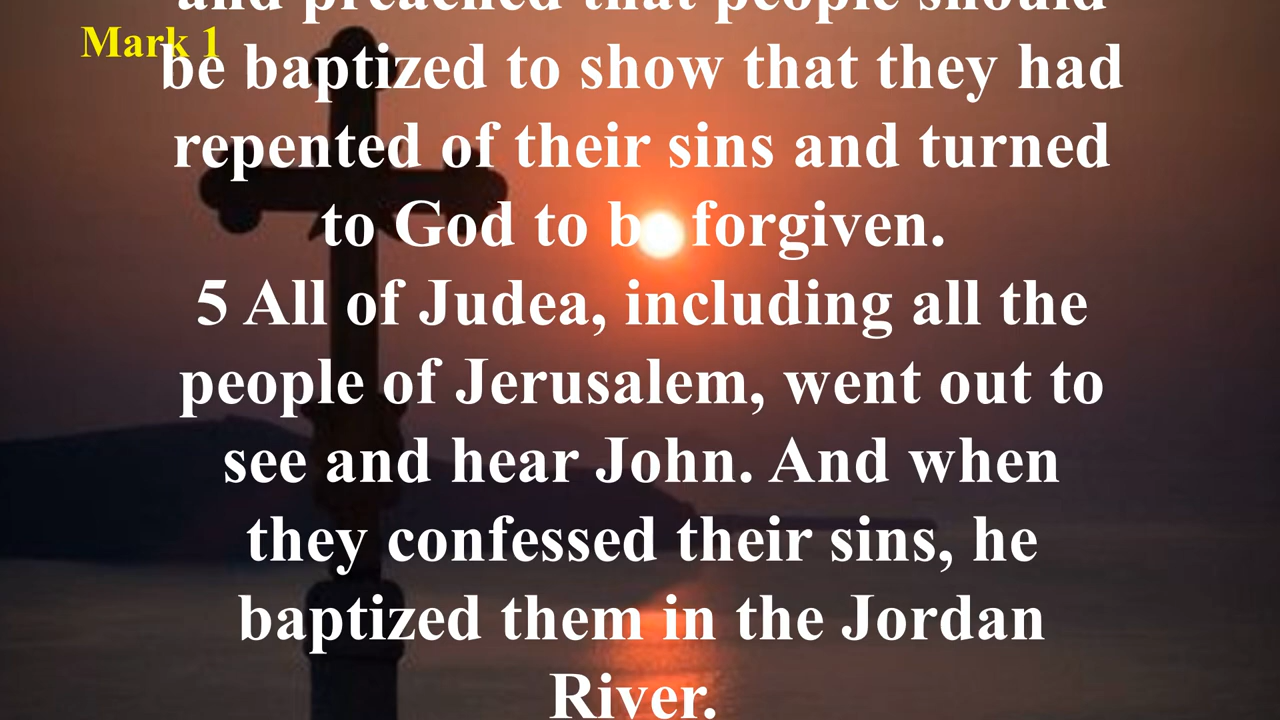 and preached that people should
Mark 1
be baptized to show that they had
repented of their sins and turned
to God to be forgiven.
5 All of Judea, including all the
people of Jerusalem, went out to
see and hear John. And when
they confessed their sins, he
baptized them in the Jordan
River.